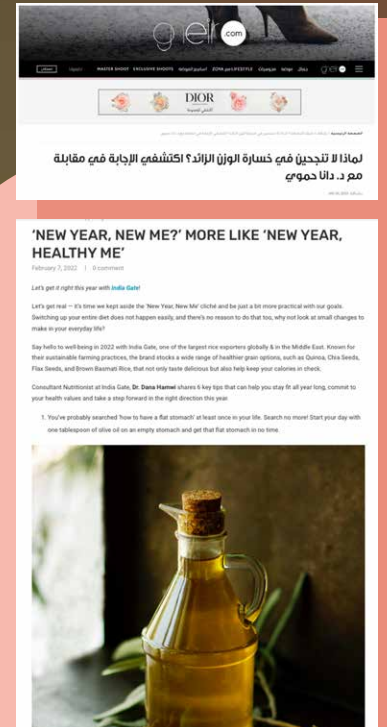 gheir.com
DIOR
لماذا لا تنجحين في خسارة الوزن الزائد؟ اكتشفي الإجابة في مقابلة
مع د. دانا حموي
'NEW YEAR, NEW ME?' MORE LIKE 'NEW YEAR,
HEALTHY ME'
February 7, 2022 | 0 comment
Let's get it right this year with India Gate!
Let's get real – it's time we kept aside the 'New Year, New Me' cliché and be just a bit more practical with our goals.
Switching up your entire diet does not happen easily, and there's no reason to do that too, why not look at small changes to
make in your everyday life?
Say hello to well-being in 2022 with India Gate, one of the largest rice exporters globally & in the Middle East. Known for
their sustainable farming practices, the brand stocks a wide range of healthier grain options, such as Quinoa, Chia Seeds,
Flax Seeds, and Brown Basmati Rice, that not only taste delicious but also help keep your calories in check.
Consultant Nutritionist at India Gate, Dr. Dana Hamwi shares 6 key tips that can help you stay fit all year long, commit to
your health values and take a step forward in the right direction this year.
1. You've probably searched 'how to have a flat stomach' at least once in your life. Search no more! Start your day with
one tablespoon of olive oil on an empty stomach and get that flat stomach in no time.